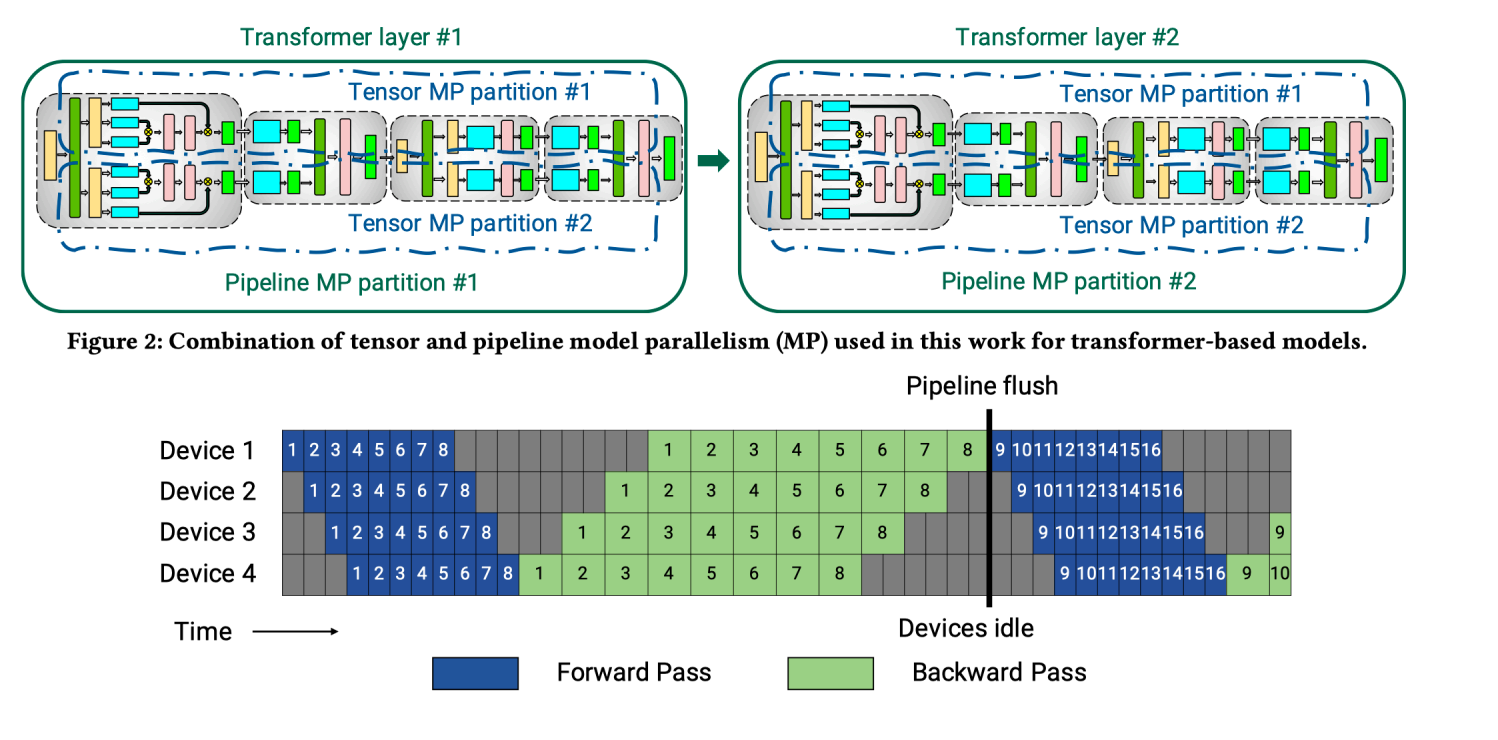 Transformer layer #1
Transformer layer #2
Tensor MP partition #1
Tensor MP partition #2
Pipeline MP partition #1
Tensor MP partition #1
Tensor MP partition #2
Pipeline MP partition #2
Figure 2: Combination of tensor and pipeline model parallelism (MP) used in this work for transformer-based models.
Pipeline flush
Device 1 1 2 3 4 5 6 7 8 1 2 3 4 5 6 7 8 9 10 11 12 13 14 15 16
Device 2 1 2 3 4 5 6 7 8 1 2 3 4 5 6 7 8 9 10 11 12 13 14 15 16
Device 3 1 2 3 4 5 6 7 8 1 2 3 4 5 6 7 8 9 10 11 12 13 14 15 16 9
Device 4 1 2 3 4 5 6 7 8 1 2 3 4 5 6 7 8 9 10 11 12 13 14 15 16 9 10
Time
Devices idle
Forward Pass
Backward Pass